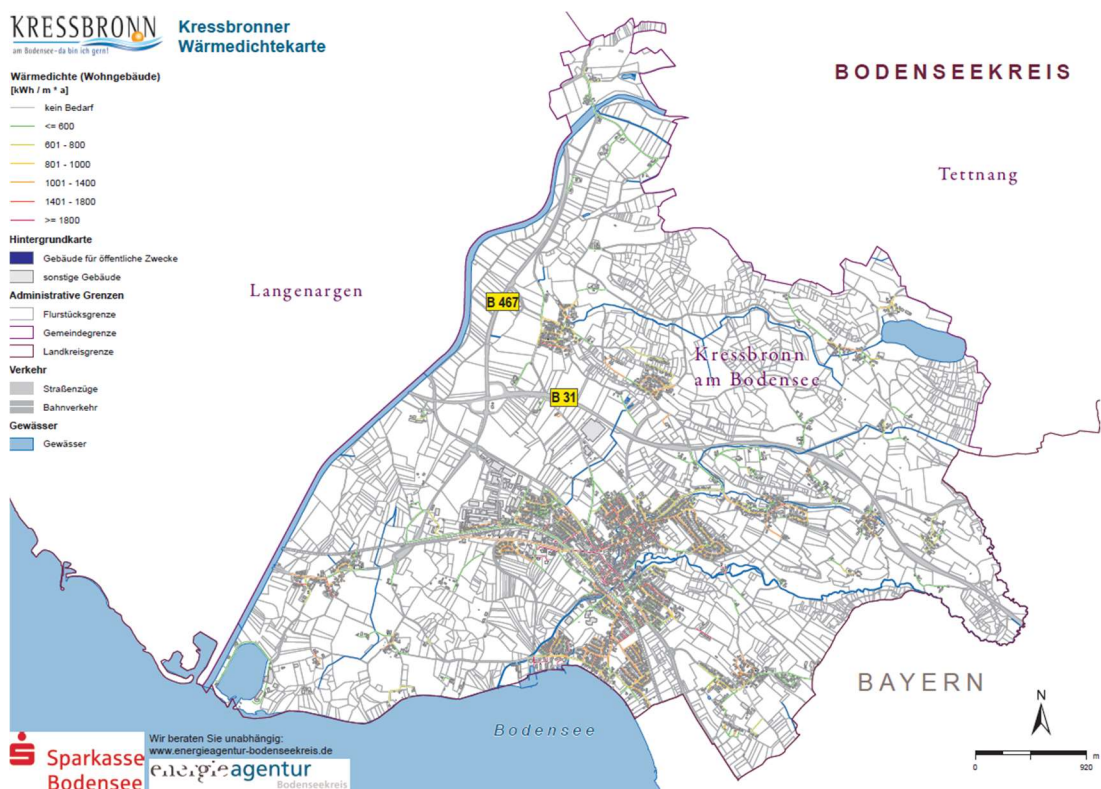 KRESSBRONN
am Bodensee-da bin ich gern!
Kressbronner
Wärmedichtekarte
Wärmedichte (Wohngebäude)
[kWh / m * a]
kein Bedarf
<= 600
601 - 800
801 - 1000
1001 - 1400
1401 - 1800
>= 1800
Hintergrundkarte
Gebäude für öffentliche Zwecke
sonstige Gebäude
Administrative Grenzen
Flurstücksgrenze
Gemeindegrenze
Landkreisgrenze
Verkehr
Straßenzüge
Bahnverkehr
Gewässer
Gewässer
BODENSEEKREIS
Tettnang
Langenargen
B 467
Kressbronn
am Bodensee
B 31
BAYERN
Bodensee
N
0 920 m
Sparkasse
Bodensee
Wir beraten Sie unabhängig:
www.energieagentur-bodenseekreis.de
energieagentur
Bodenseekreis